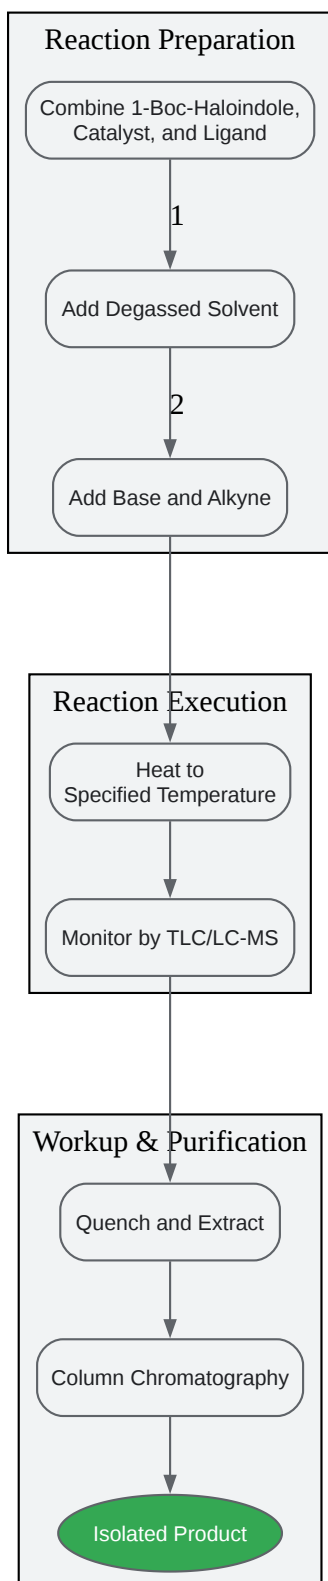 Reaction Preparation
Combine 1-Boc-Haloindole,
Catalyst, and Ligand
1
Add Degassed Solvent
2
Add Base and Alkyne
Reaction Execution
Heat to
Specified Temperature
Monitor by TLC/LC-MS
Workup & Purification
Quench and Extract
Column Chromatography
Isolated Product